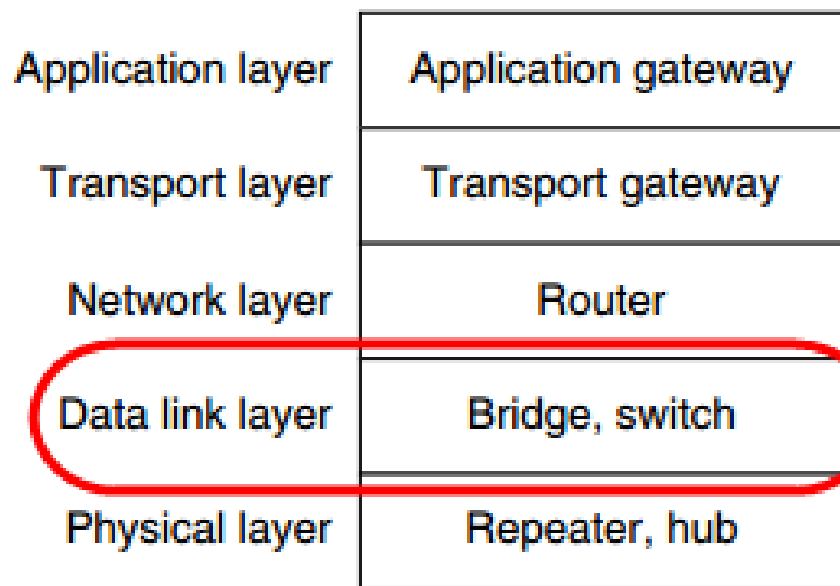 Application layer Application gateway
Transport layer Transport gateway
Network layer Router
Data link layer Bridge, switch
Physical layer Repeater, hub